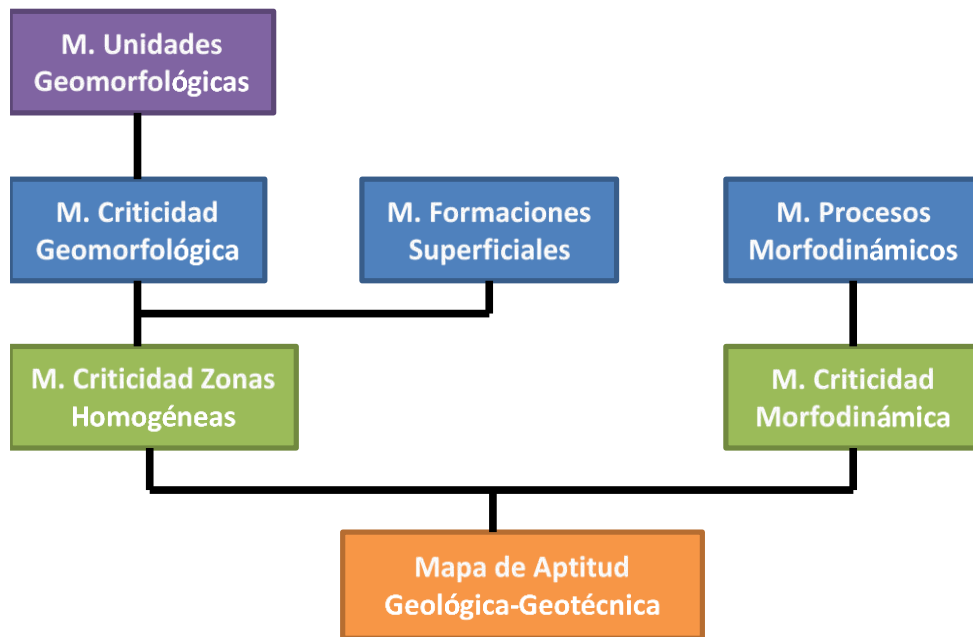 M. Unidades
Geomorfológicas
M. Criticidad
Geomorfológica
M. Formaciones
Superficiales
M. Procesos
Morfodinámicos
M. Criticidad Zonas
Homogéneas
M. Criticidad
Morfodinámica
Mapa de Aptitud
Geológica-Geotécnica